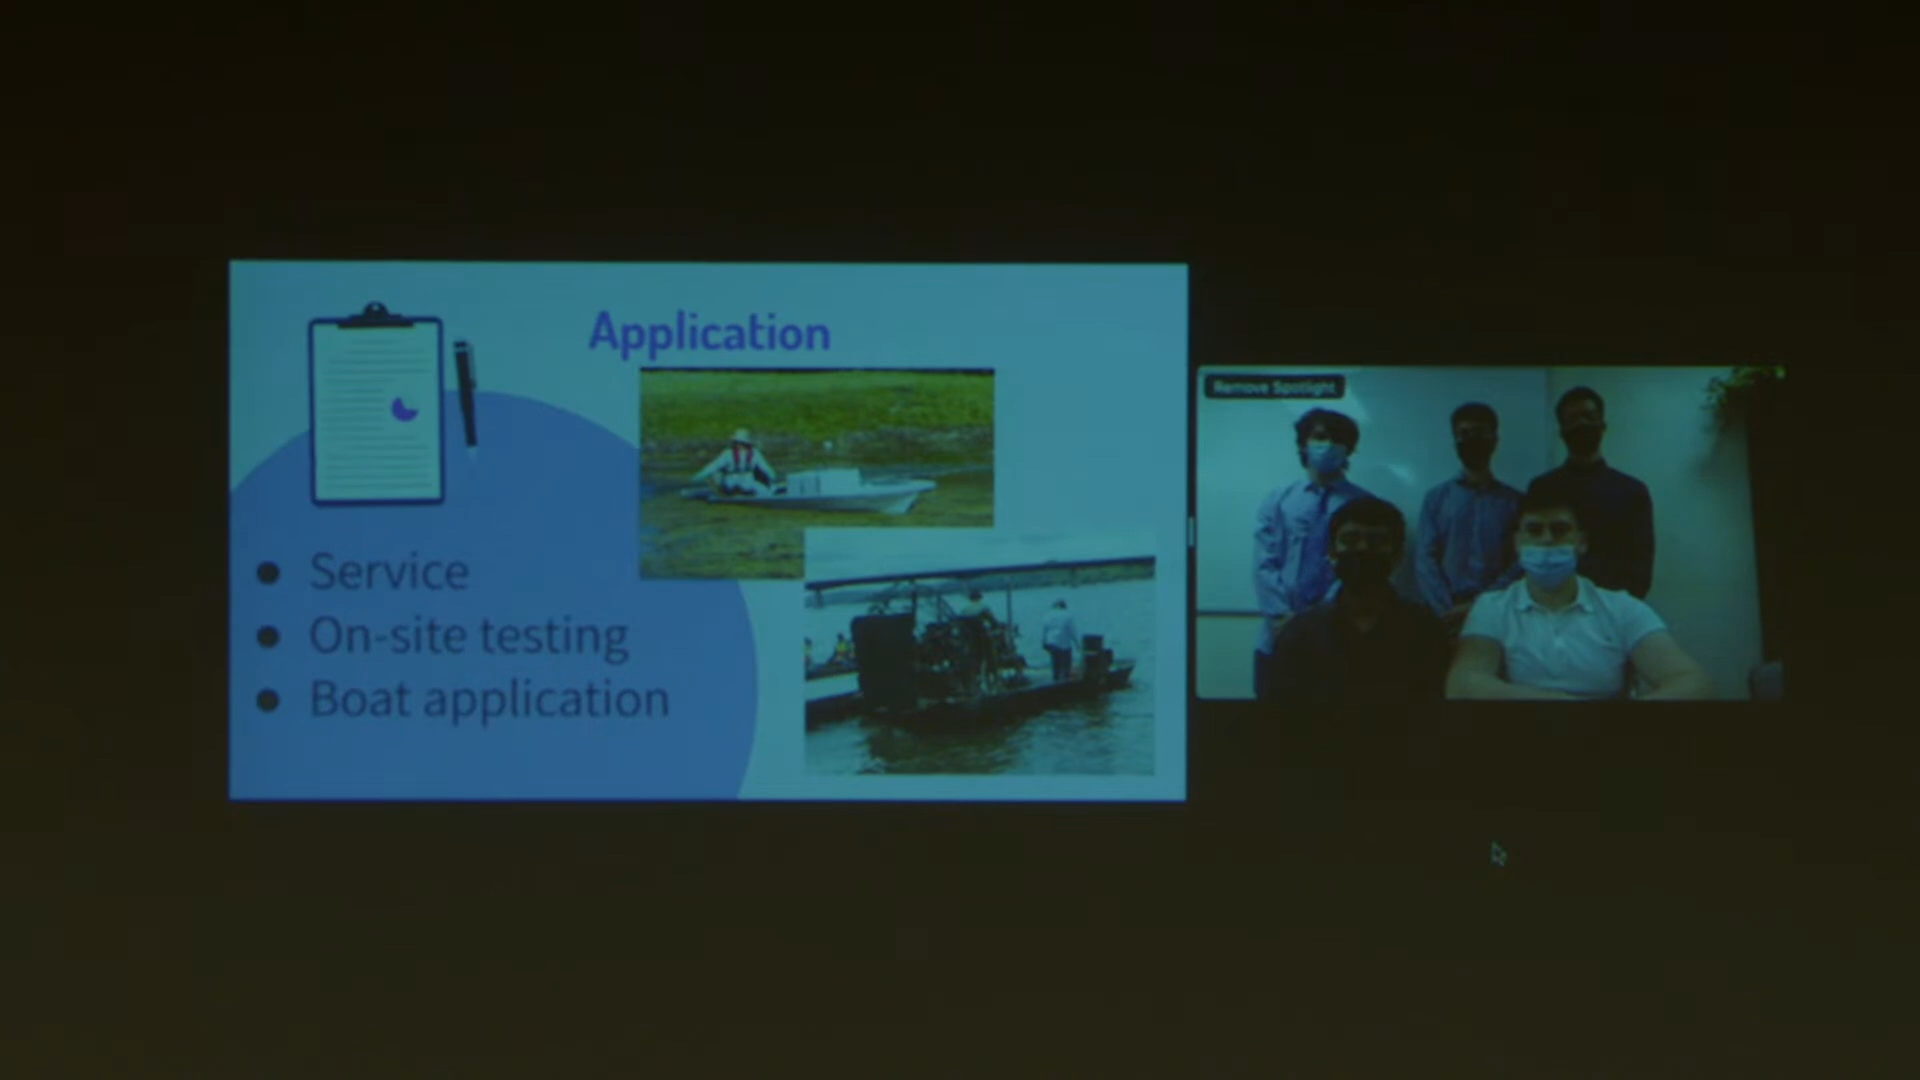 Application
Service
On-site testing
Boat application
Remove Spotlight